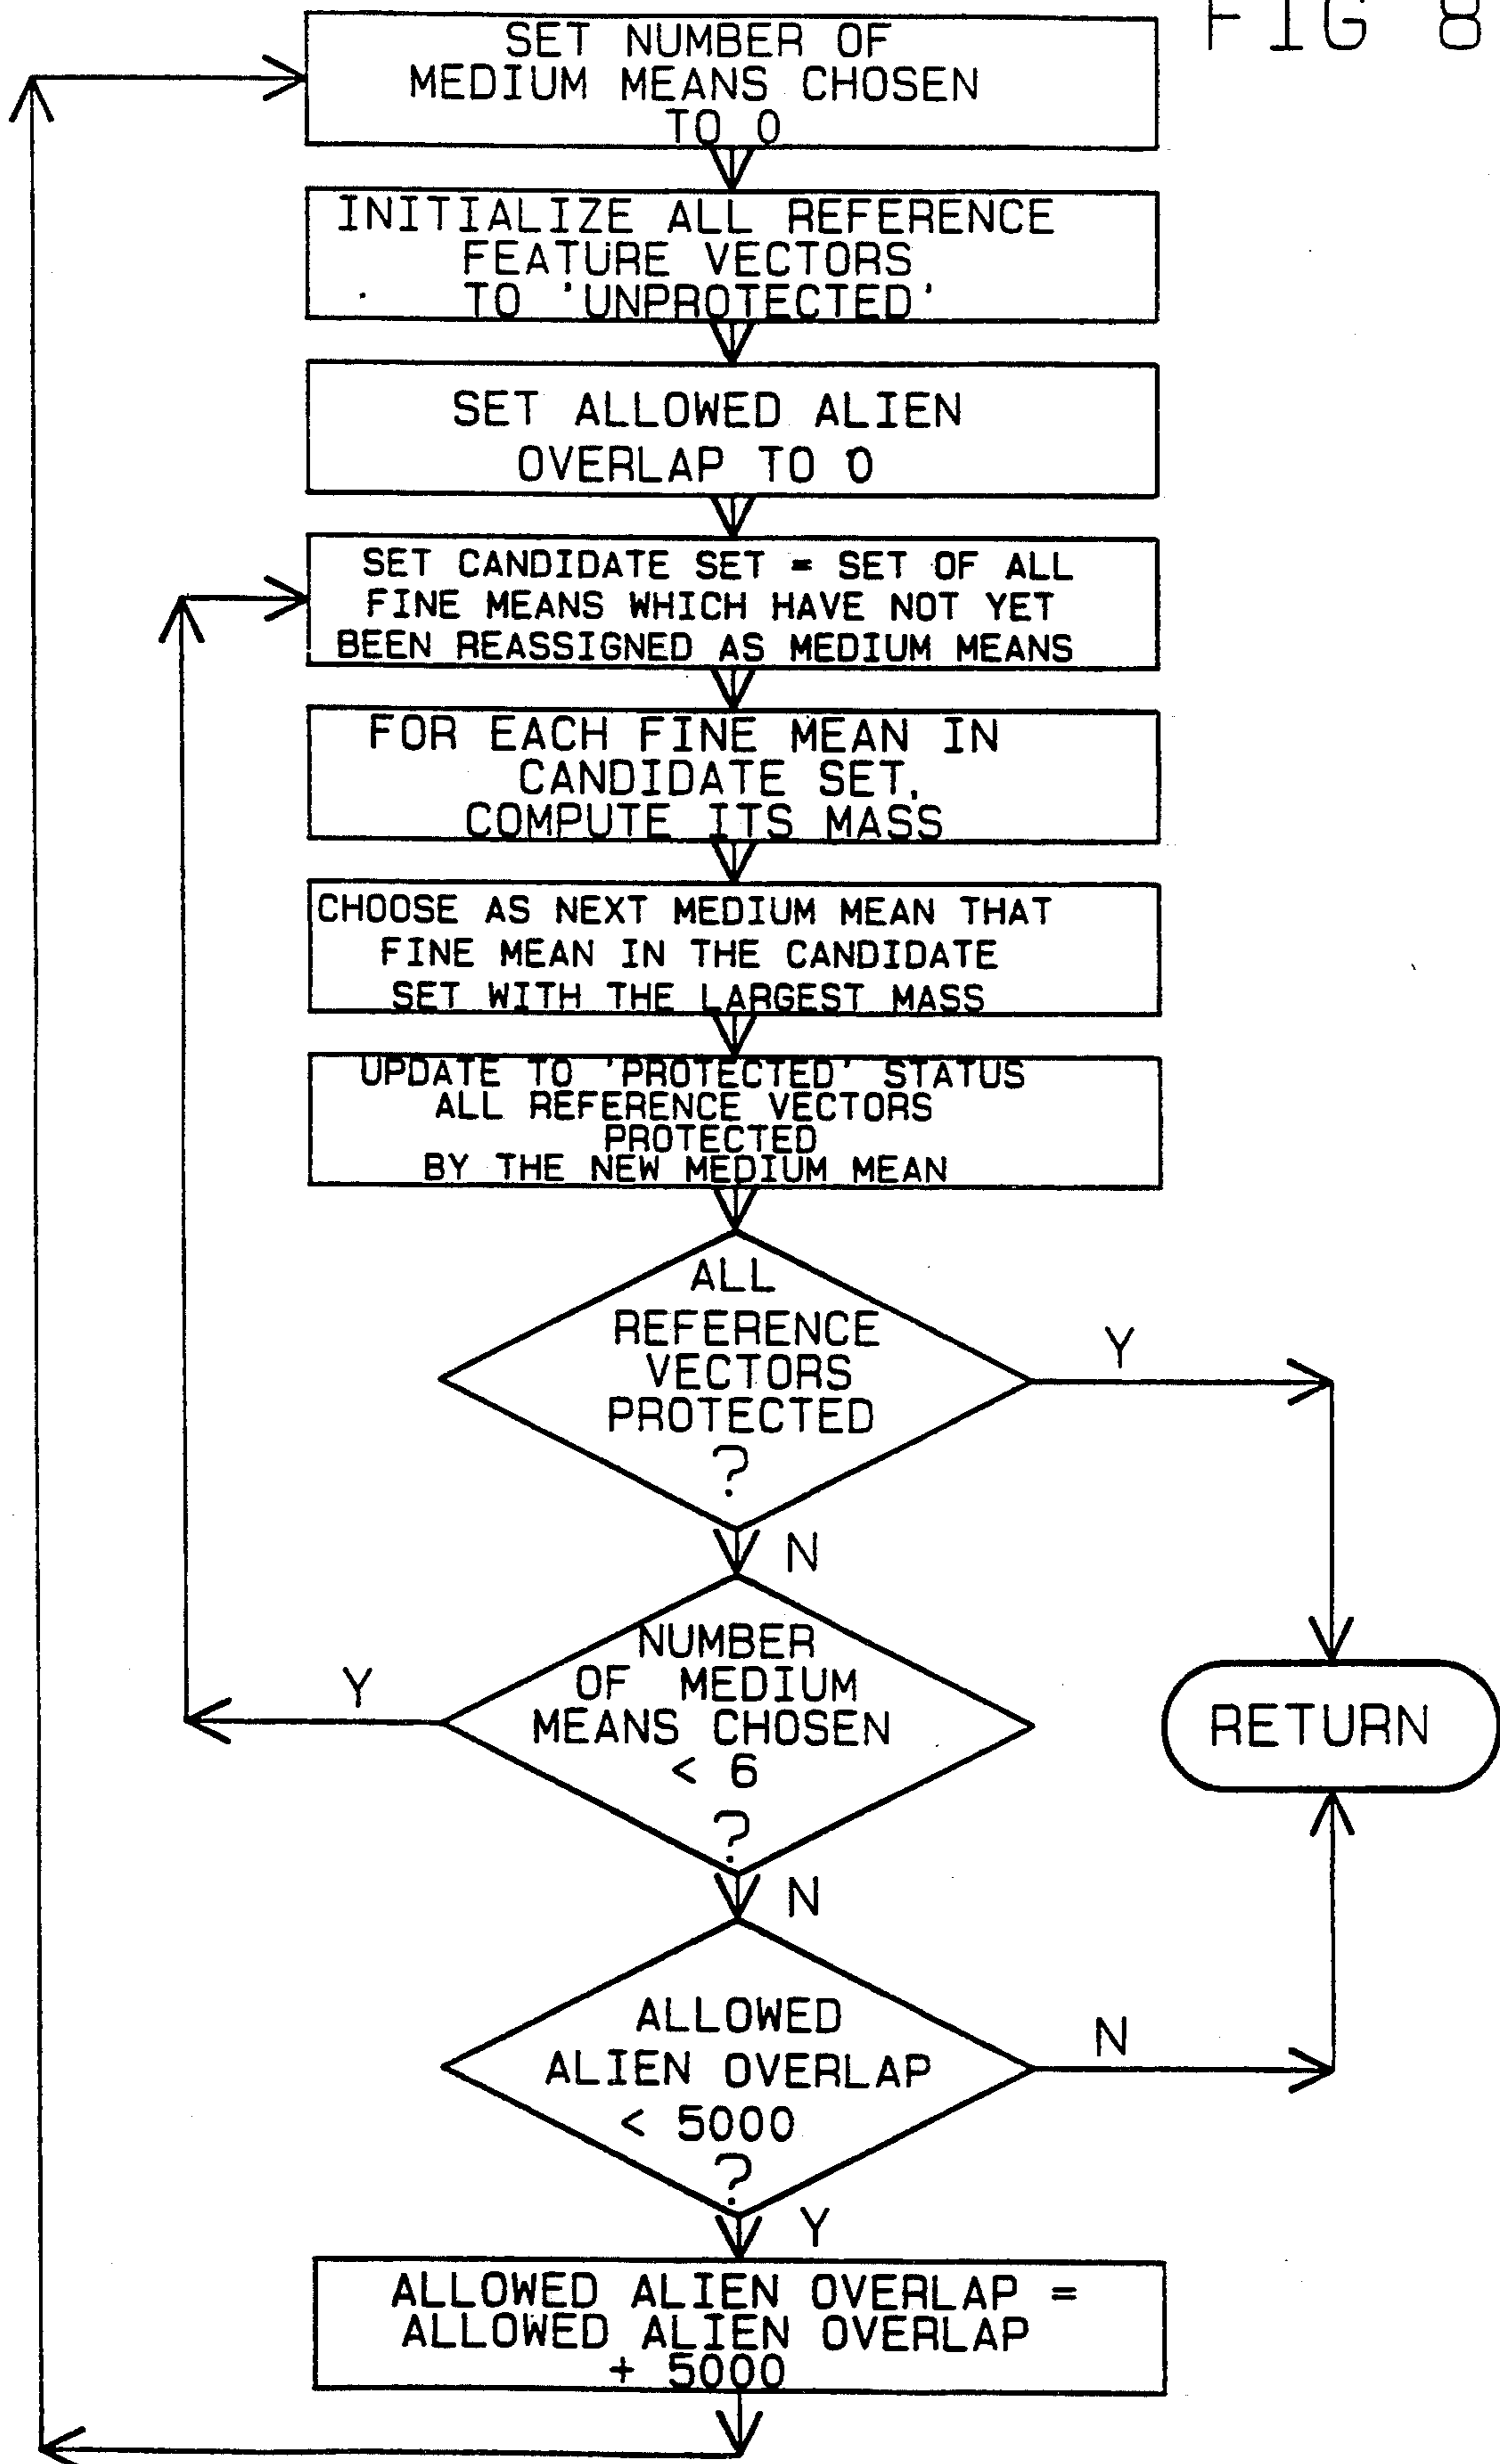 FIG 8
SET NUMBER OF
MEDIUM MEANS CHOSEN
TO 0
INITIALIZE ALL REFERENCE
FEATURE VECTORS
TO 'UNPROTECTED'
SET ALLOWED ALIEN
OVERLAP TO 0
SET CANDIDATE SET = SET OF ALL
FINE MEANS WHICH HAVE NOT YET
BEEN REASSIGNED AS MEDIUM MEANS
FOR EACH FINE MEAN IN
CANDIDATE SET,
COMPUTE ITS MASS
CHOOSE AS NEXT MEDIUM MEAN THAT
FINE MEAN IN THE CANDIDATE
SET WITH THE LARGEST MASS
UPDATE TO 'PROTECTED' STATUS
ALL REFERENCE VECTORS
PROTECTED
BY THE NEW MEDIUM MEAN
ALL
REFERENCE
VECTORS
PROTECTED
?
Y
N
NUMBER
OF MEDIUM
MEANS CHOSEN
< 6
?
Y
RETURN
N
ALLOWED
ALIEN OVERLAP
< 5000
?
N
Y
ALLOWED ALIEN OVERLAP =
ALLOWED ALIEN OVERLAP
+ 5000